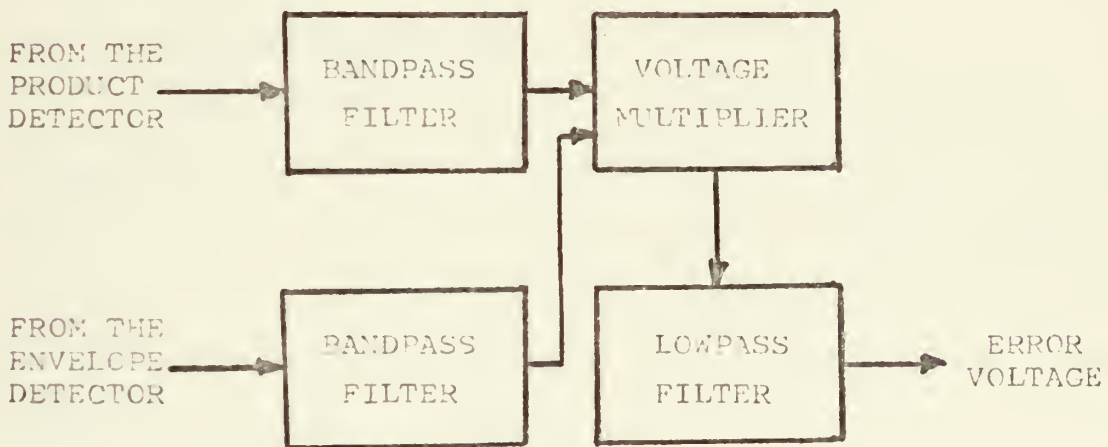 FROM THE
PRODUCT
DETECTOR
BANDPASS
FILTER
VOLTAGE
MULTIPLIER
FROM THE
ENVELOPE
DETECTOR
BANDPASS
FILTER
LOWPASS
FILTER
ERROR
VOLTAGE